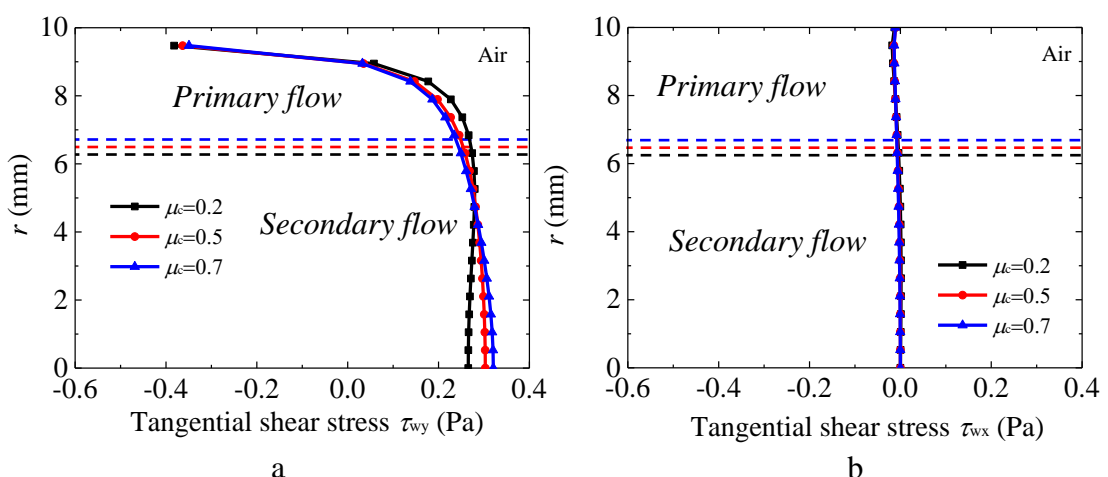 10
Air
8
Primary flow
6
r (mm)
4
μc=0.2
Secondary flow
μc=0.5
μc=0.7
2
0
-0.6 -0.4 -0.2 0.0 0.2 0.4
Tangential shear stress τwy (Pa)
a
10
Air
8
Primary flow
6
r (mm)
4
Secondary flow
μc=0.2
μc=0.5
2
μc=0.7
0
-0.6 -0.4 -0.2 0.0 0.2 0.4
Tangential shear stress τwx (Pa)
b